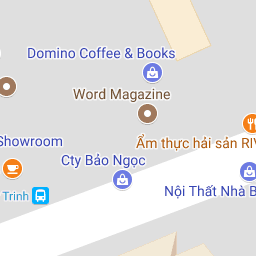 Domino Coffee & Books
Word Magazine
Ẩm thực hải sản RIV
Showroom
Cty Bảo Ngọc
Trinh
Nội Thất Nhà B